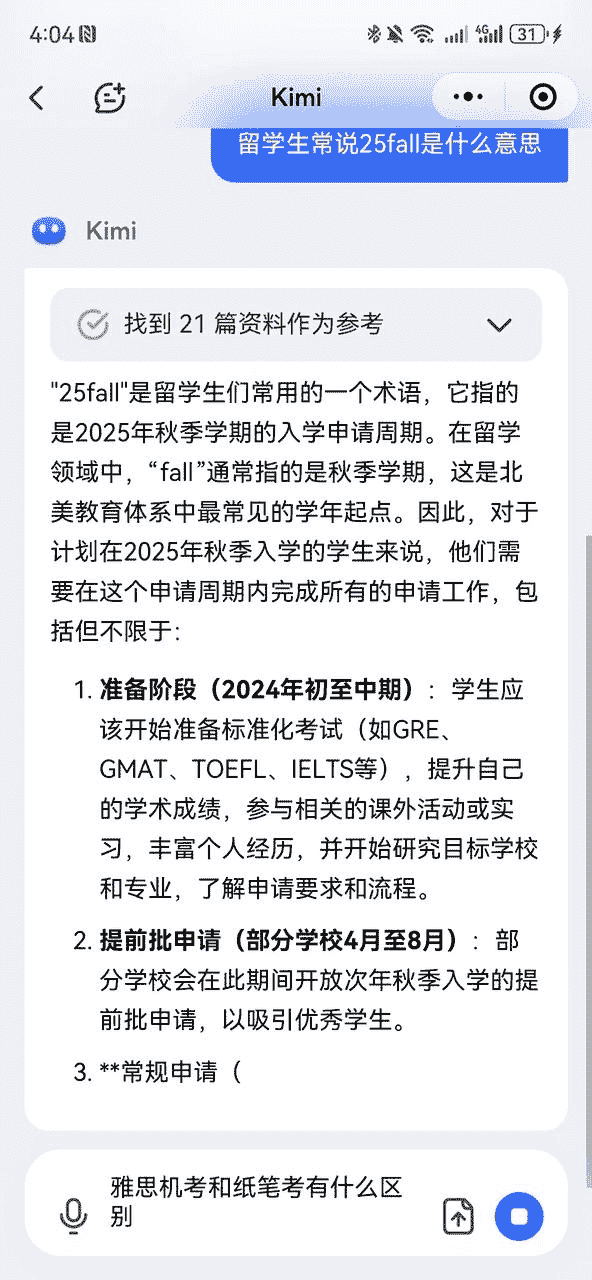 4:04
4G
31
Kimi
留学生常说25fall是什么意思
Kimi
找到 21 篇资料作为参考
"25fall"是留学生们常用的一个术语，它指的
是2025年秋季学期的入学申请周期。在留学
领域中，“fall”通常指的是秋季学期，这是北
美教育体系中最常见的学年起点。因此，对于
计划在2025年秋季入学的学生来说，他们需
要在这个申请周期内完成所有的申请工作，包
括但不限于：
1. 准备阶段（2024年初至中期）：学生应
该开始准备标准化考试（如GRE、
GMAT、TOEFL、IELTS等），提升自己
的学术成绩，参与相关的课外活动或实
习，丰富个人经历，并开始研究目标学校
和专业，了解申请要求和流程。
2. 提前批申请（部分学校4月至8月）：部
分学校会在此期间开放次年秋季入学的提
前批申请，以吸引优秀学生。
3. **常规申请（
雅思机考和纸笔考有什么区
别